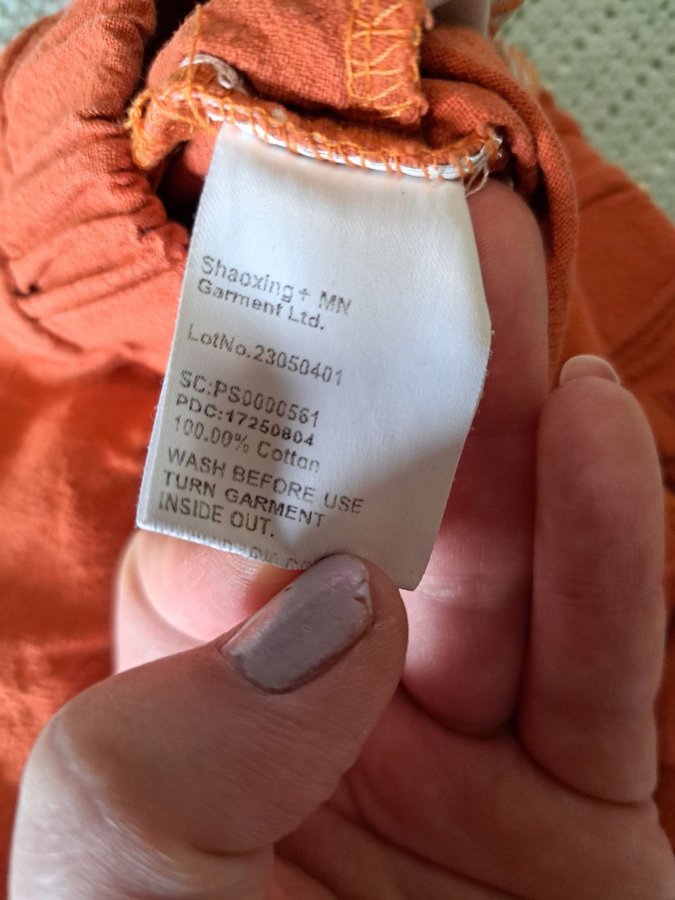 Shaoxing+ MN
Garment Ltd.
LotNo.23050401
SC:PS0000561
PDC:17250804
100.00% Cotton
WASH BEFORE USE
TURN GARMENT
INSIDE OUT.